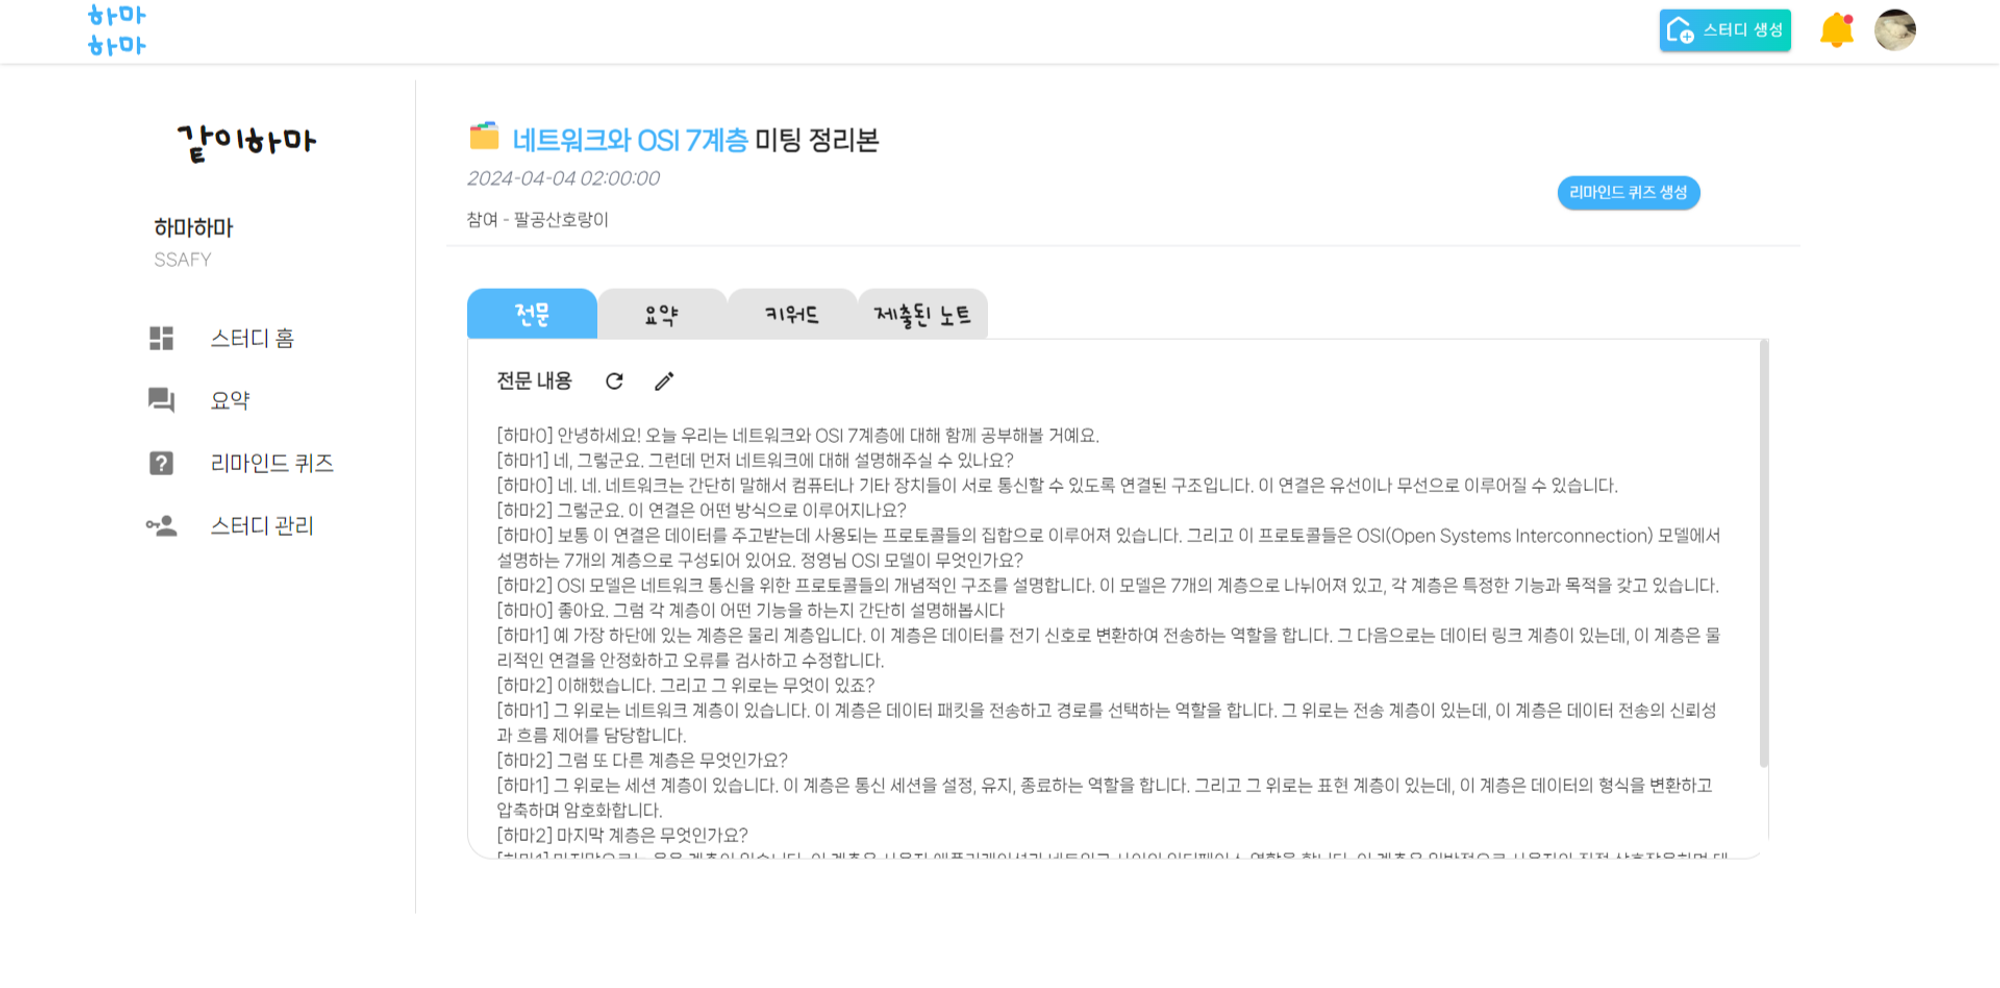 하마
하마
스터디 생성
같이하마
하마하마
SSAFY
스터디 홈
요약
리마인드 퀴즈
스터디 관리
네트워크와 OSI 7계층 미팅 정리본
2024-04-04 02:00:00
참여 - 팔공산호랑이
리마인드 퀴즈 생성
전문
요약
키워드
제출된 노트
전문 내용
[하마0] 안녕하세요! 오늘 우리는 네트워크와 OSI 7계층에 대해 함께 공부해볼 거예요.
[하마1] 네, 그렇군요. 그런데 먼저 네트워크에 대해 설명해주실 수 있나요?
[하마0] 네. 네. 네트워크는 간단히 말해서 컴퓨터나 기타 장치들이 서로 통신할 수 있도록 연결된 구조입니다. 이 연결은 유선이나 무선으로 이루어질 수 있습니다.
[하마2] 그렇군요. 이 연결은 어떤 방식으로 이루어지나요?
[하마0] 보통 이 연결은 데이터를 주고받는데 사용되는 프로토콜들의 집합으로 이루어져 있습니다. 그리고 이 프로토콜들은 OSI(Open Systems Interconnection) 모델에서
설명하는 7개의 계층으로 구성되어 있어요. 정영님 OSI 모델이 무엇인가요?
[하마2] OSI 모델은 네트워크 통신을 위한 프로토콜들의 개념적인 구조를 설명합니다. 이 모델은 7개의 계층으로 나뉘어져 있고, 각 계층은 특정한 기능과 목적을 갖고 있습니다.
[하마0] 좋아요. 그럼 각 계층이 어떤 기능을 하는지 간단히 설명해봅시다
[하마1] 예 가장 하단에 있는 계층은 물리 계층입니다. 이 계층은 데이터를 전기 신호로 변환하여 전송하는 역할을 합니다. 그 다음으로는 데이터 링크 계층이 있는데, 이 계층은 물
리적인 연결을 안정화하고 오류를 검사하고 수정합니다.
[하마2] 이해했습니다. 그리고 그 위로는 무엇이 있죠?
[하마1] 그 위로는 네트워크 계층이 있습니다. 이 계층은 데이터 패킷을 전송하고 경로를 선택하는 역할을 합니다. 그 위로는 전송 계층이 있는데, 이 계층은 데이터 전송의 신뢰성
과 흐름 제어를 담당합니다.
[하마2] 그럼 또 다른 계층은 무엇인가요?
[하마1] 그 위로는 세션 계층이 있습니다. 이 계층은 통신 세션을 설정, 유지, 종료하는 역할을 합니다. 그리고 그 위로는 표현 계층이 있는데, 이 계층은 데이터의 형식을 변환하고
압축하며 암호화합니다.
[하마2] 마지막 계층은 무엇인가요?